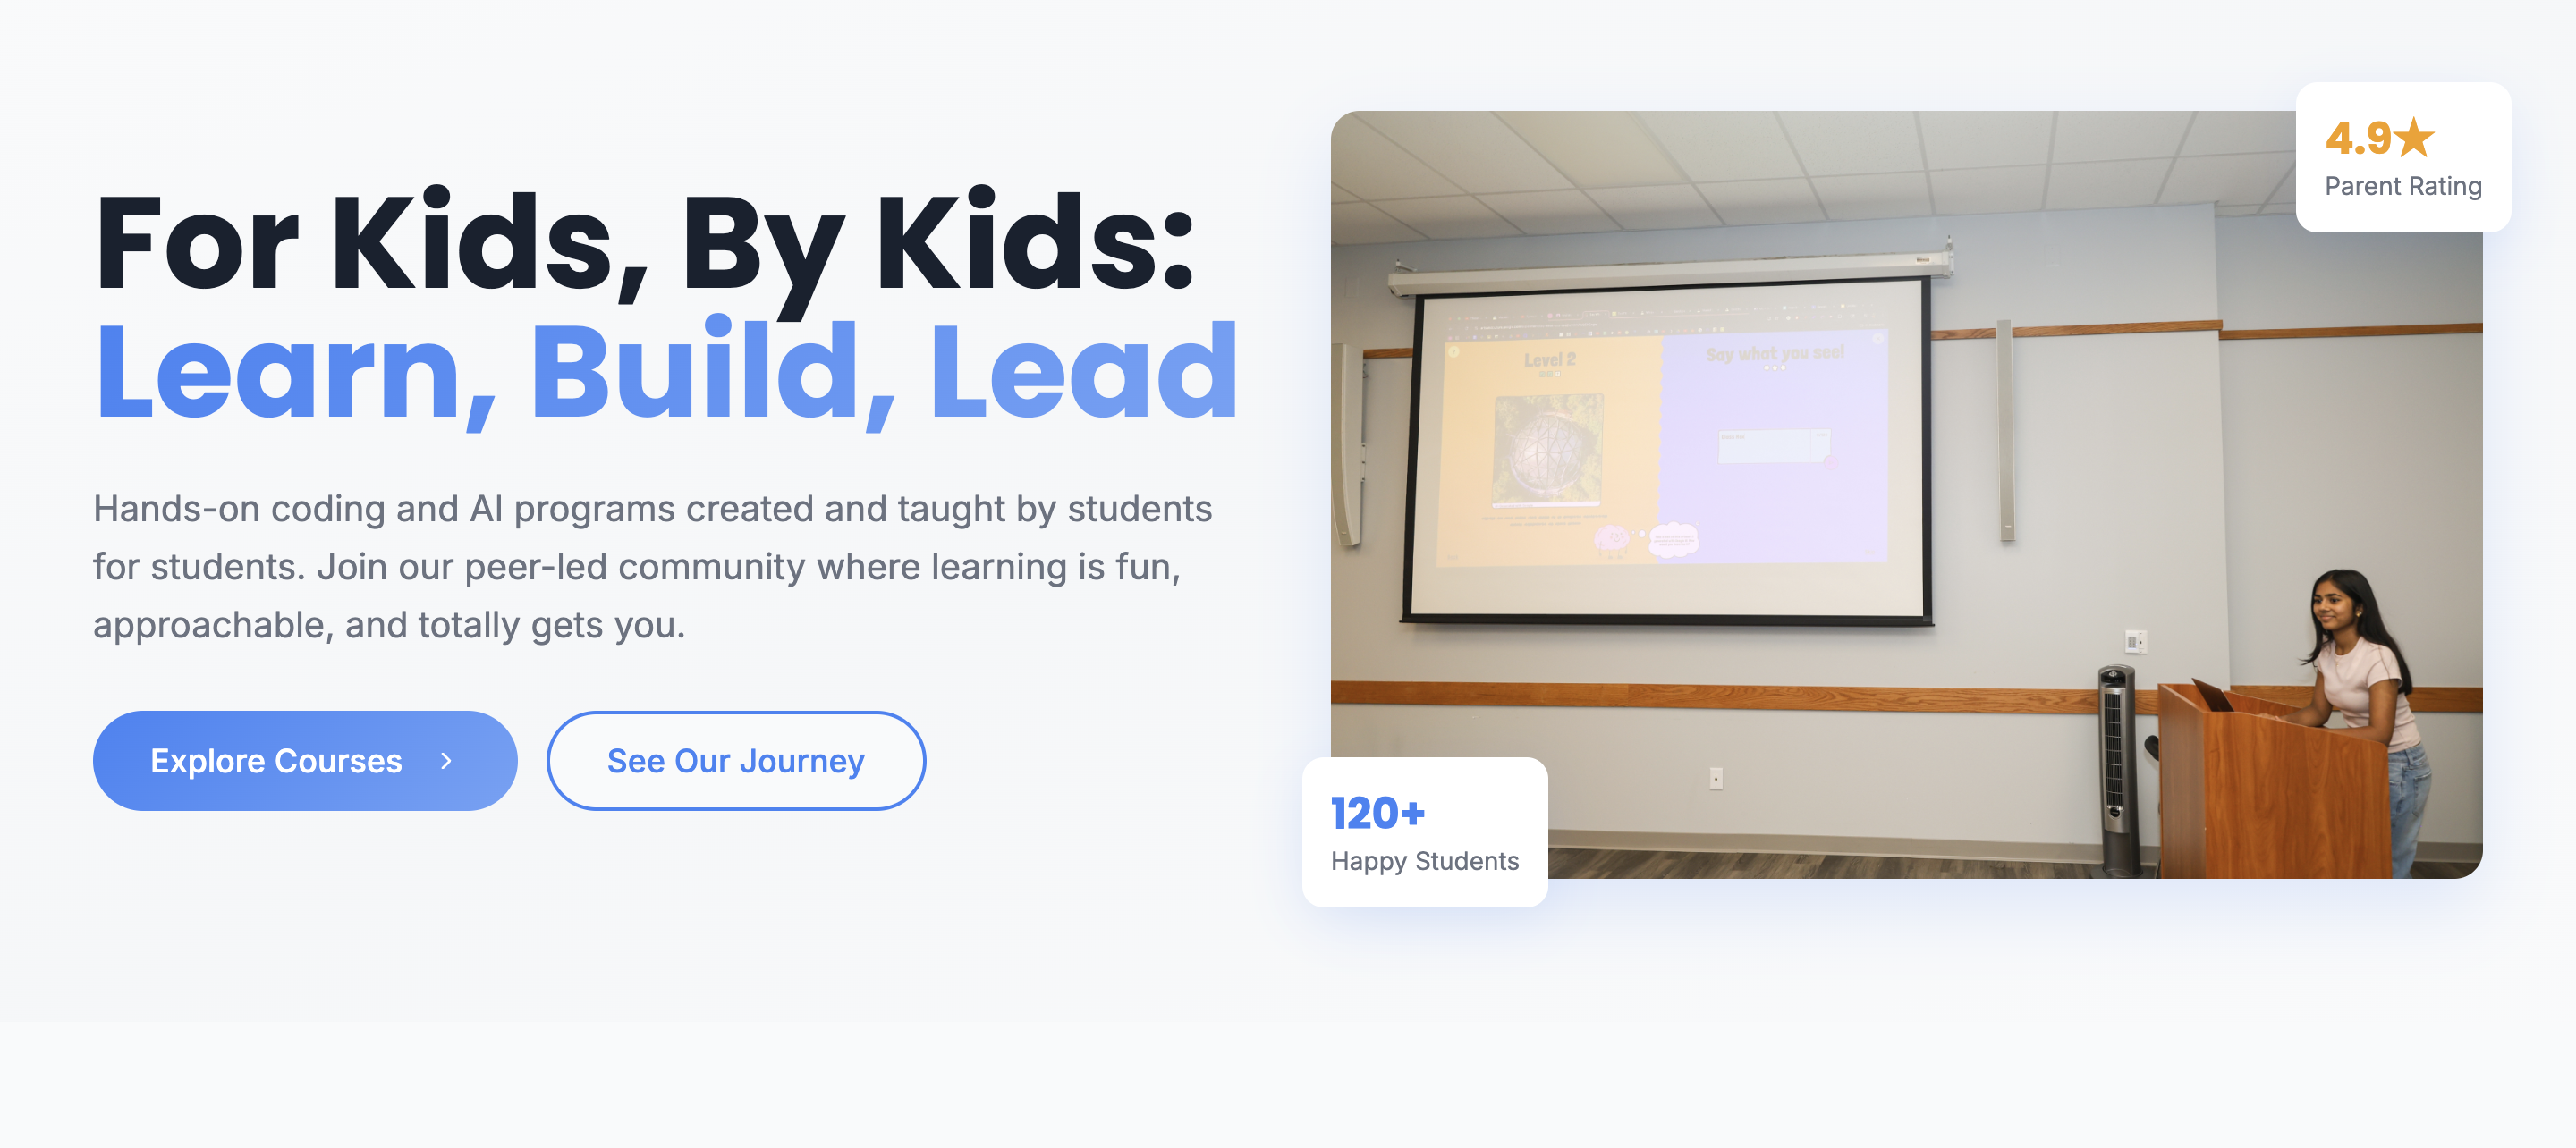 For Kids, By Kids:
Learn, Build, Lead
Hands-on coding and AI programs created and taught by students
for students. Join our peer-led community where learning is fun,
approachable, and totally gets you.
Explore Courses
See Our Journey
4.9★
Parent Rating
Level 2
Say what you see!
120+
Happy Students